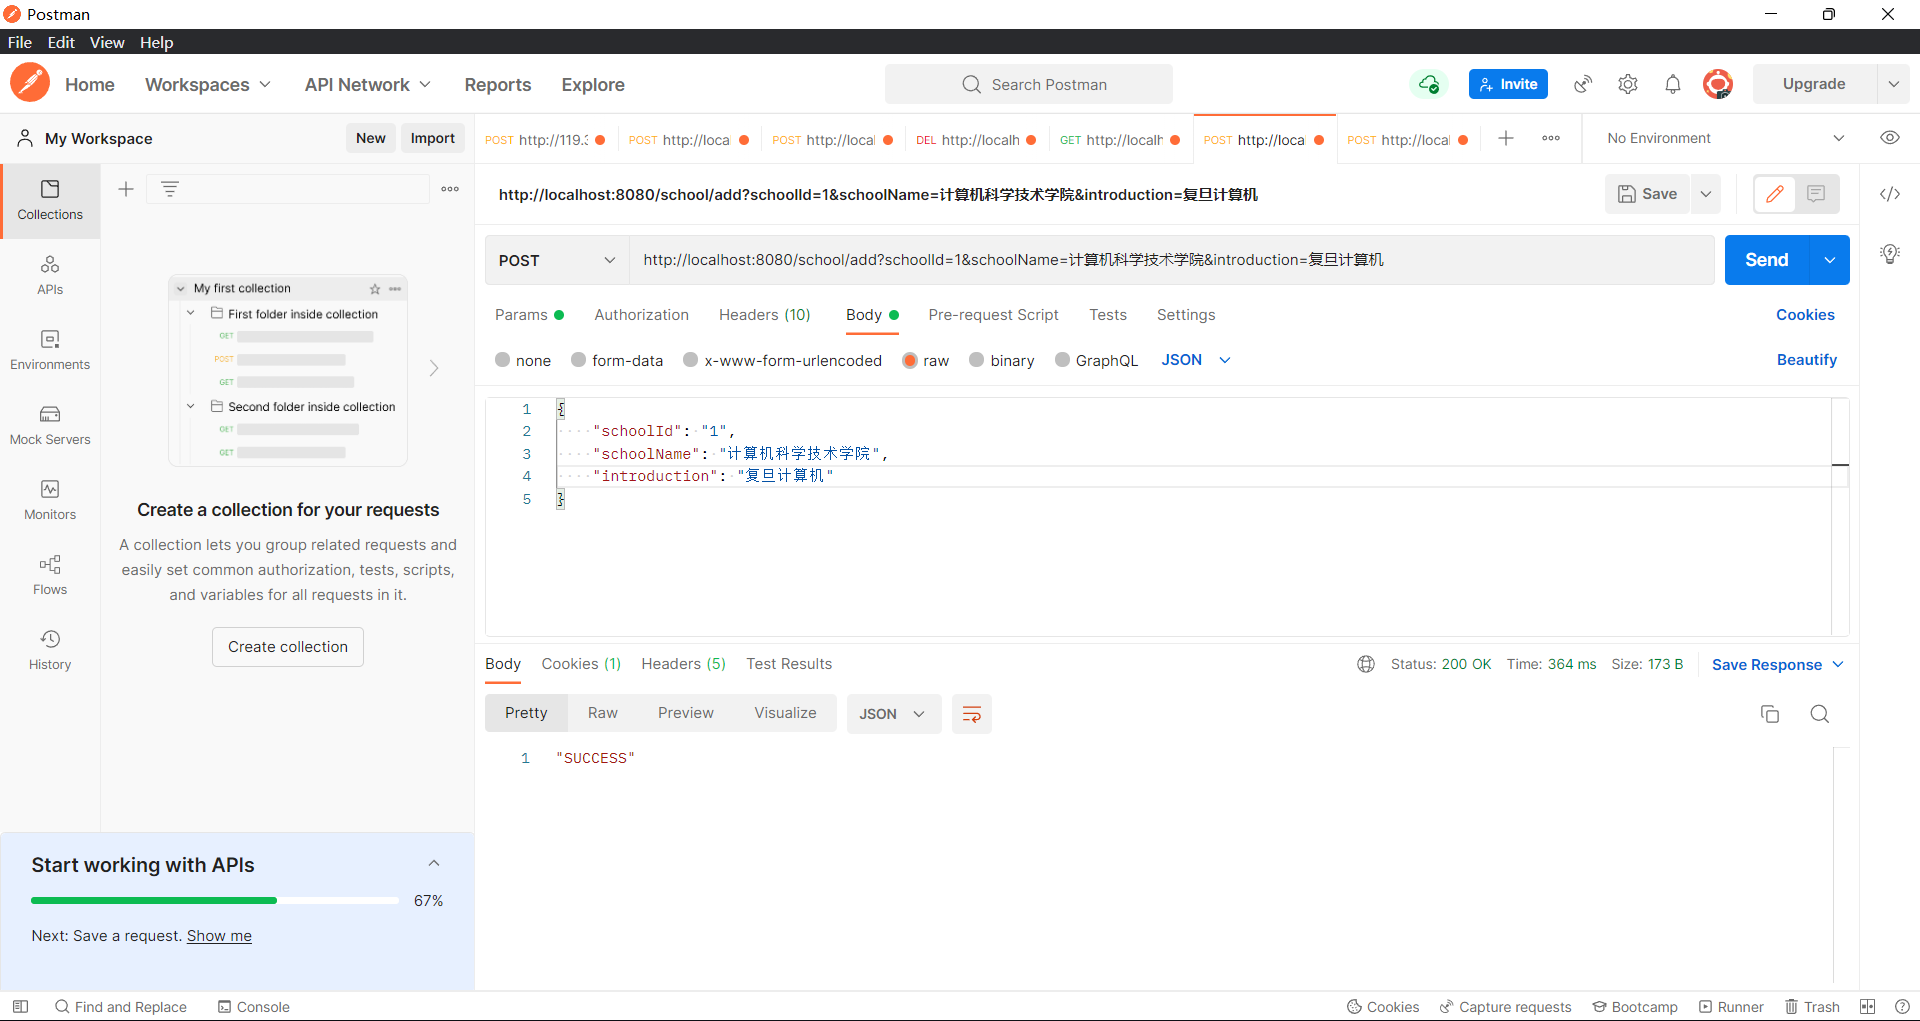 Postman
File Edit View Help
Home Workspaces API Network Reports Explore Search Postman Invite Upgrade
My Workspace New Import
POST http://119.3 POST http://local POST http://local DEL http://localh GET http://localh POST http://loca POST http://local No Environment
http://localhost:8080/school/add?schoolId=1&schoolName=计算机科学技术学院&introduction=复旦计算机 Save
POST http://localhost:8080/school/add?schoolId=1&schoolName=计算机科学技术学院&introduction=复旦计算机 Send
Params Authorization Headers (10) Body Pre-request Script Tests Settings Cookies
none form-data x-www-form-urlencoded raw binary GraphQL JSON Beautify
1 {
2 "schoolId": "1",
3 "schoolName": "计算机科学技术学院",
4 "introduction": "复旦计算机"
5 }
Body Cookies (1) Headers (5) Test Results Status: 200 OK Time: 364 ms Size: 173 B Save Response
Pretty Raw Preview Visualize JSON
1 "SUCCESS"
Collections
APIs
Environments
Mock Servers
Monitors
Flows
History
My first collection
First folder inside collection
GET
POST
GET
Second folder inside collection
GET
GET
Create a collection for your requests
A collection lets you group related requests and
easily set common authorization, tests, scripts,
and variables for all requests in it.
Create collection
Start working with APIs
67%
Next: Save a request. Show me
Find and Replace Console Cookies Capture requests Bootcamp Runner Trash